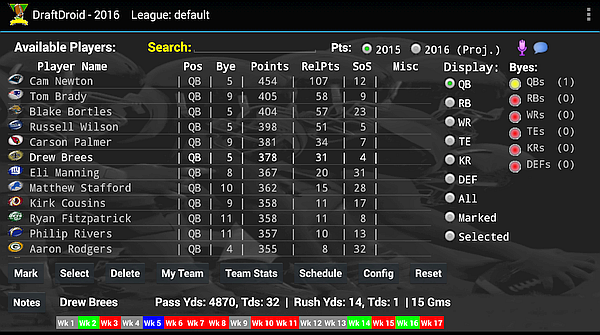 DraftDroid - 2016 League: default
Available Players: Search: Pts: 2015 2016 (Proj.)
Player Name | Pos | Bye | Points | RelPts | SoS | Misc Display: Byes:
Cam Newton | QB | 5 | 454 | 107 | 12 | QB QBs (1)
Tom Brady | QB | 9 | 405 | 58 | 9 | RB RBs (0)
Blake Bortles | QB | 5 | 404 | 57 | 23 | WR WRs (0)
Russell Wilson | QB | 5 | 398 | 51 | 5 | TE TEs (0)
Carson Palmer | QB | 9 | 381 | 34 | 7 | KR KRs (0)
Drew Brees | QB | 5 | 378 | 31 | 4 | DEF DEFs (0)
Eli Manning | QB | 8 | 367 | 20 | 31 | All
Matthew Stafford | QB | 10 | 362 | 15 | 28 | Marked
Kirk Cousins | QB | 9 | 358 | 11 | 17 | Selected
Ryan Fitzpatrick | QB | 11 | 358 | 11 | 8 |
Philip Rivers | QB | 11 | 357 | 10 | 13 |
Aaron Rodgers | QB | 4 | 355 | 8 | 32 |
Mark Select Delete My Team Team Stats Schedule Config Reset
Notes Drew Brees Pass Yds: 4870, Tds: 32 | Rush Yds: 14, Tds: 1 | 15 Gms
Wk 1 Wk 2 Wk 3 Wk 4 Wk 5 Wk 6 Wk 7 Wk 8 Wk 9 Wk 10 Wk 11 Wk 12 Wk 13 Wk 14 Wk 15 Wk 16 Wk 17